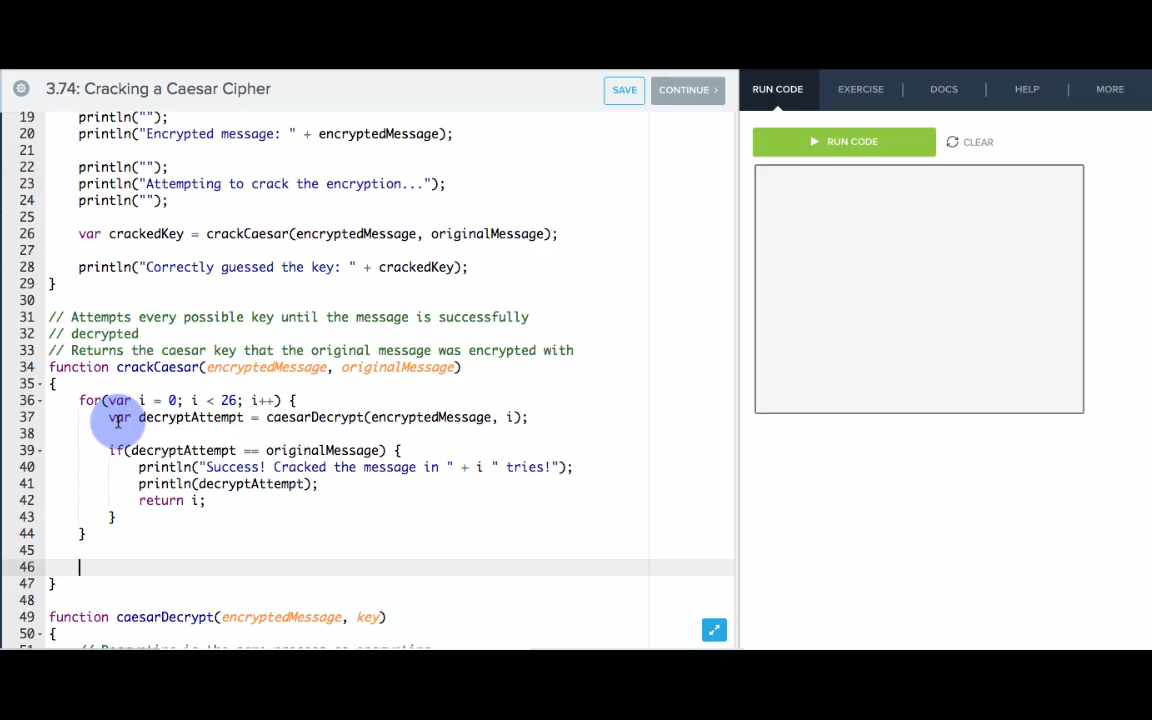 3.74: Cracking a Caesar Cipher
SAVE
CONTINUE >
RUN CODE
EXERCISE
DOCS
HELP
MORE
RUN CODE
CLEAR
19 println("");
20 println("Encrypted message: " + encryptedMessage);
21
22 println("");
23 println("Attempting to crack the encryption...");
24 println("");
25
26 var crackedKey = crackCaesar(encryptedMessage, originalMessage);
27
28 println("Correctly guessed the key: " + crackedKey);
29 }
30
31 // Attempts every possible key until the message is successfully
32 // decrypted
33 // Returns the caesar key that the original message was encrypted with
34 function crackCaesar(encryptedMessage, originalMessage)
35 {
36 for(var i = 0; i < 26; i++) {
37 var decryptAttempt = caesarDecrypt(encryptedMessage, i);
38
39 if(decryptAttempt == originalMessage) {
40 println("Success! Cracked the message in " + i " tries!");
41 println(decryptAttempt);
42 return i;
43 }
44 }
45
46
47 }
48
49 function caesarDecrypt(encryptedMessage, key)
50 {